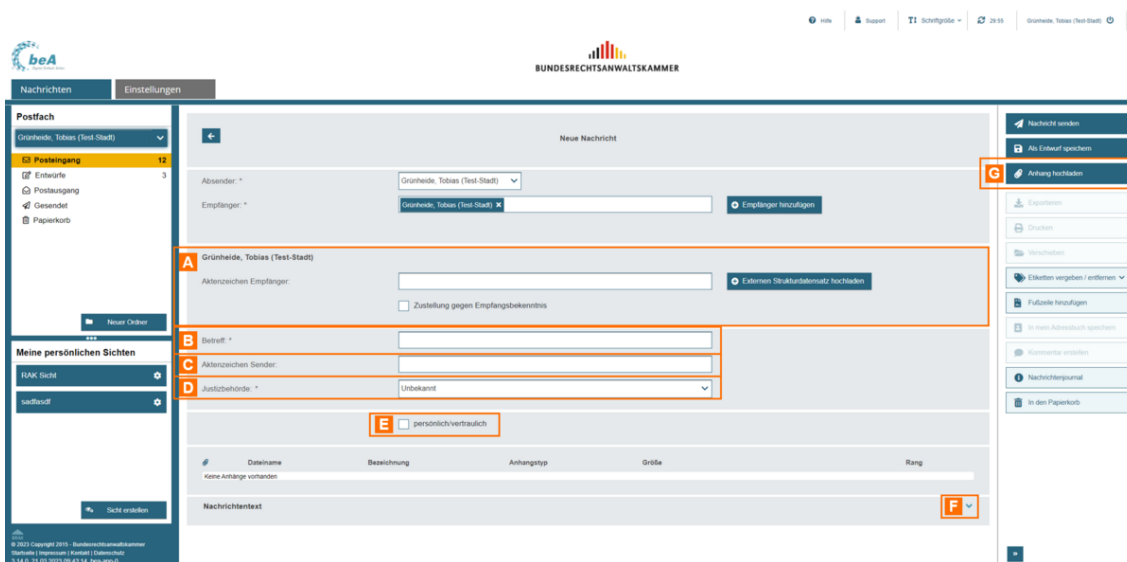 Hilfe Support Schriftgröße 29:55 Grünheide, Tobias (Test-Stadt)
beA
BUNDESRECHTSANWALTSKAMMER
Nachrichten Einstellungen
Postfach
Grünheide, Tobias (Test-Stadt)
Posteingang 12
Entwürfe 3
Postausgang
Gesendet
Papierkorb
Neuer Ordner
Meine persönlichen Sichten
RAK Sicht
sadfasdf
Sicht erstellen
© 2023 Copyright 2015 - Bundesrechtsanwaltskammer
Startseite | Impressum | Kontakt | Datenschutz
Neue Nachricht
Absender: * Grünheide, Tobias (Test-Stadt)
Empfänger: * Grünheide, Tobias (Test-Stadt) Empfänger hinzufügen
A Grünheide, Tobias (Test-Stadt)
Aktenzeichen Empfänger: Externen Strukturdatensatz hochladen
Zustellung gegen Empfangsbekenntnis
B Betreff: *
C Aktenzeichen Sender:
D Justizbehörde: * Unbekannt
E persönlich/vertraulich
Dateiname Bezeichnung Anhangstyp Größe Rang
Keine Anhänge vorhanden
Nachrichtentext F
Nachricht senden
Als Entwurf speichern
G Anhang hochladen
Exportieren
Drucken
Verschieben
Etiketten vergeben / entfernen
Fußzeile hinzufügen
In mein Adressbuch speichern
Kommentar erstellen
Nachrichtenjournal
In den Papierkorb